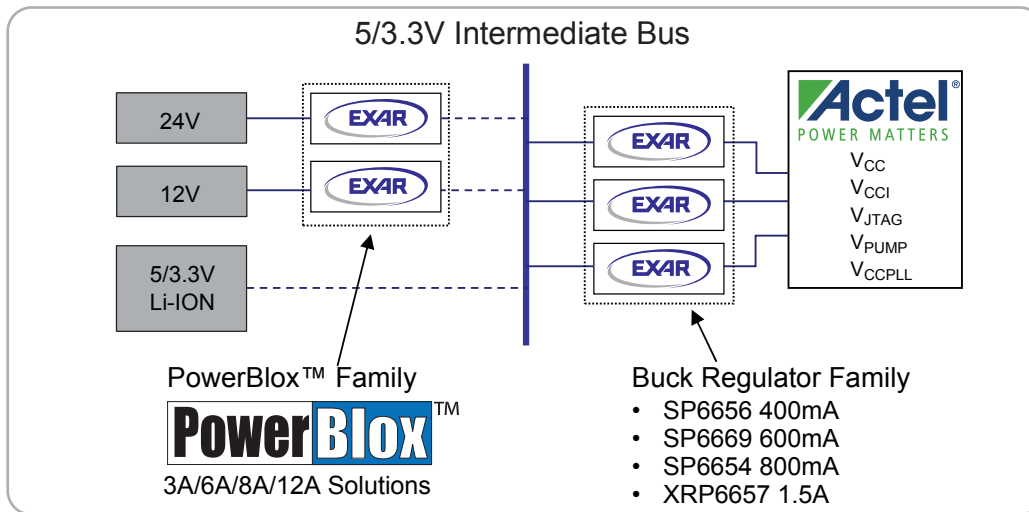 5/3.3V Intermediate Bus
24V
EXAR
12V
EXAR
5/3.3V
Li-ION
EXAR
EXAR
EXAR
Actel®
POWER MATTERS
VCC
VCCI
VJTAG
VPUMP
VCCPLL
PowerBlox™ Family
PowerBlox™
3A/6A/8A/12A Solutions
Buck Regulator Family
• SP6656 400mA
• SP6669 600mA
• SP6654 800mA
• XRP6657 1.5A